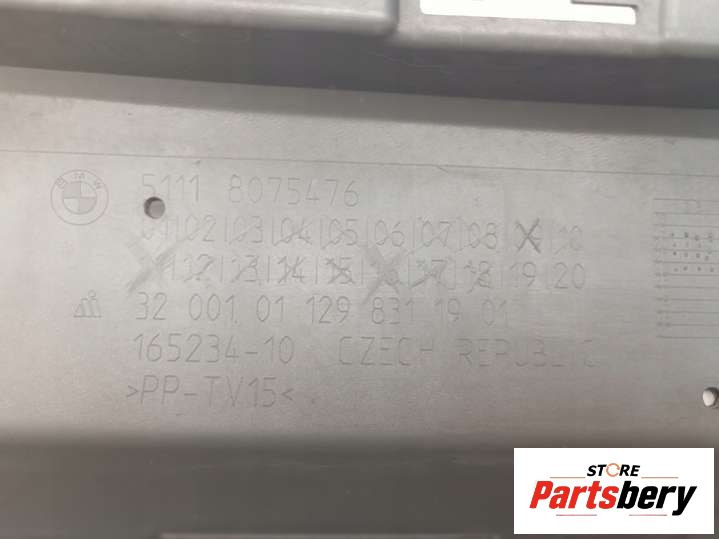 BMW
5111 8075476
01|02|03|04|05|06|07|08|09|10
11|12|13|14|15|16|17|18|19|20
32 001 01 129 831 19 01
165234-10 CZECH REPUBLIC
>PP-TV15<
STORE
Partsbery